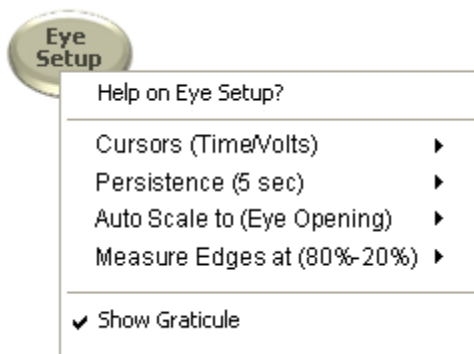 Eye
Setup
Help on Eye Setup?
Cursors (Time/Volts)
Persistence (5 sec)
Auto Scale to (Eye Opening)
Measure Edges at (80%-20%)
Show Graticule